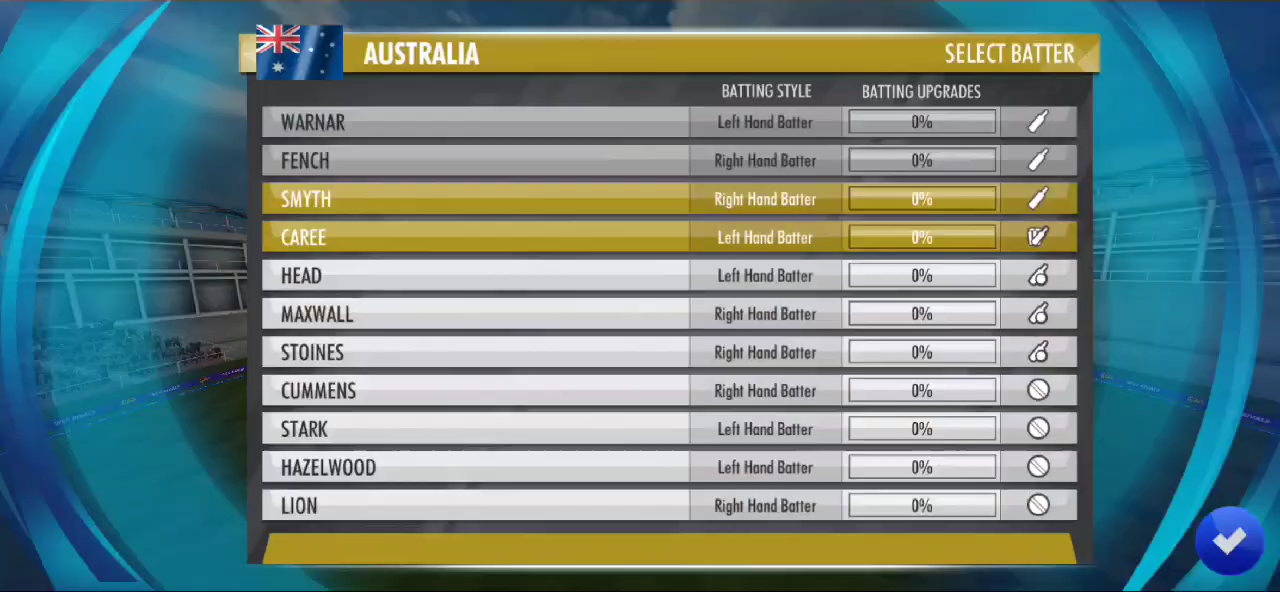 AUSTRALIA SELECT BATTER
BATTING STYLE BATTING UPGRADES
WARNAR Left Hand Batter 0%
FENCH Right Hand Batter 0%
SMYTH Right Hand Batter 0%
CAREE Left Hand Batter 0%
HEAD Left Hand Batter 0%
MAXWALL Right Hand Batter 0%
STOINES Right Hand Batter 0%
CUMMENS Right Hand Batter 0%
STARK Left Hand Batter 0%
HAZELWOOD Left Hand Batter 0%
LION Right Hand Batter 0%